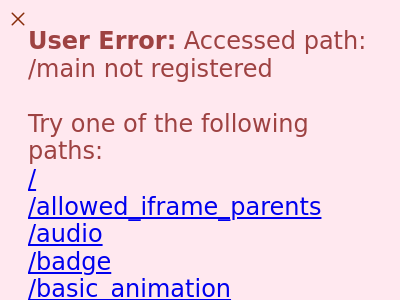 User Error: Accessed path:
/main not registered
Try one of the following
paths:
/
/allowed_iframe_parents
/audio
/badge
/basic_animation